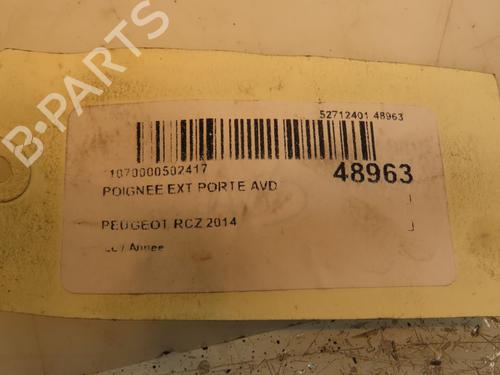 B-PARTS
52712401 48963
1070000502417
48963
POIGNEE EXT PORTE AVD
PEUGEOT RCZ 2014
Annee